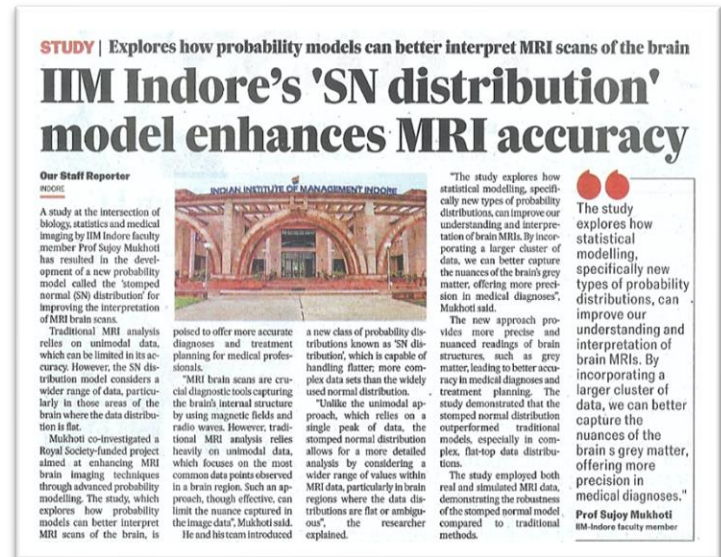 STUDY | Explores how probability models can better interpret MRI scans of the brain
IIM Indore's 'SN distribution'
model enhances MRI accuracy
Our Staff Reporter
INDORE
A study at the intersection of
biology, statistics and medical
imaging by IIM Indore faculty
member Prof Sujoy Mukhoti
has resulted in the devel-
opment of a new probability
model called the 'stomped
normal (SN) distribution' for
improving the interpretation
of MRI brain scans.
Traditional MRI analysis
relies on unimodal data,
which can be limited in its ac-
curacy. However, the SN dis-
tribution model considers a
wider range of data, particu-
larly in those areas of the
brain where the data distribu-
tion is flat.
Mukhoti co-investigated a
Royal Society-funded project
aimed at enhancing MRI
brain imaging techniques
through advanced probability
modelling. The study, which
explores how probability
models can better interpret
MRI scans of the brain, is
INDIAN INSTITUTE OF MANAGEMENT INDORE
poised to offer more accurate
diagnoses and treatment
planning for medical profes-
sionals.
"MRI brain scans are cru-
cial diagnostic tools capturing
the brain's internal structure
by using magnetic fields and
radio waves. However, tradi-
tional MRI analysis relies
heavily on unimodal data,
which focuses on the most
common data points observed
in a brain region. Such an ap-
proach, though effective, can
limit the nuance captured in
the image data", Mukhoti said.
He and his team introduced
a new class of probability dis-
tributions known as 'SN dis-
tribution', which is capable of
handling flatter; more com-
plex data sets than the widely
used normal distribution.
"Unlike the unimodal ap-
proach, which relies on a
single peak of data, the
stomped normal distribution
allows for a more detailed
analysis by considering a
wider range of values within
MRI data, particularly in brain
regions where the data dis-
tributions are flat or ambigu-
ous", the researcher
explained.
"The study explores how
statistical modelling, specifi-
cally new types of probability
distributions, can improve our
understanding and interpre-
tation of brain MRIs. By incor-
porating a larger cluster of
data, we can better capture
the nuances of the brain's grey
matter, offering more preci-
sion in medical diagnoses",
Mukhoti said.
The new approach pro-
vides more precise and
nuanced readings of brain
structures, such as grey
matter, leading to better accu-
racy in medical diagnoses and
treatment planning. The
study demonstrated that the
stomped normal distribution
outperformed traditional
models, especially in com-
plex, flat-top data distribu-
tions.
The study employed both
real and simulated MRI data,
demonstrating the robustness
of the stomped normal model
compared to traditional
methods.
The study
explores how
statistical
modelling,
specifically new
types of probability
distributions, can
improve our
understanding and
interpretation of
brain MRIs. By
incorporating a
larger cluster of
data, we can better
capture the
nuances of the
brain s grey matter,
offering more
precision in
medical diagnoses."
Prof Sujoy Mukhoti
IIM-Indore faculty member